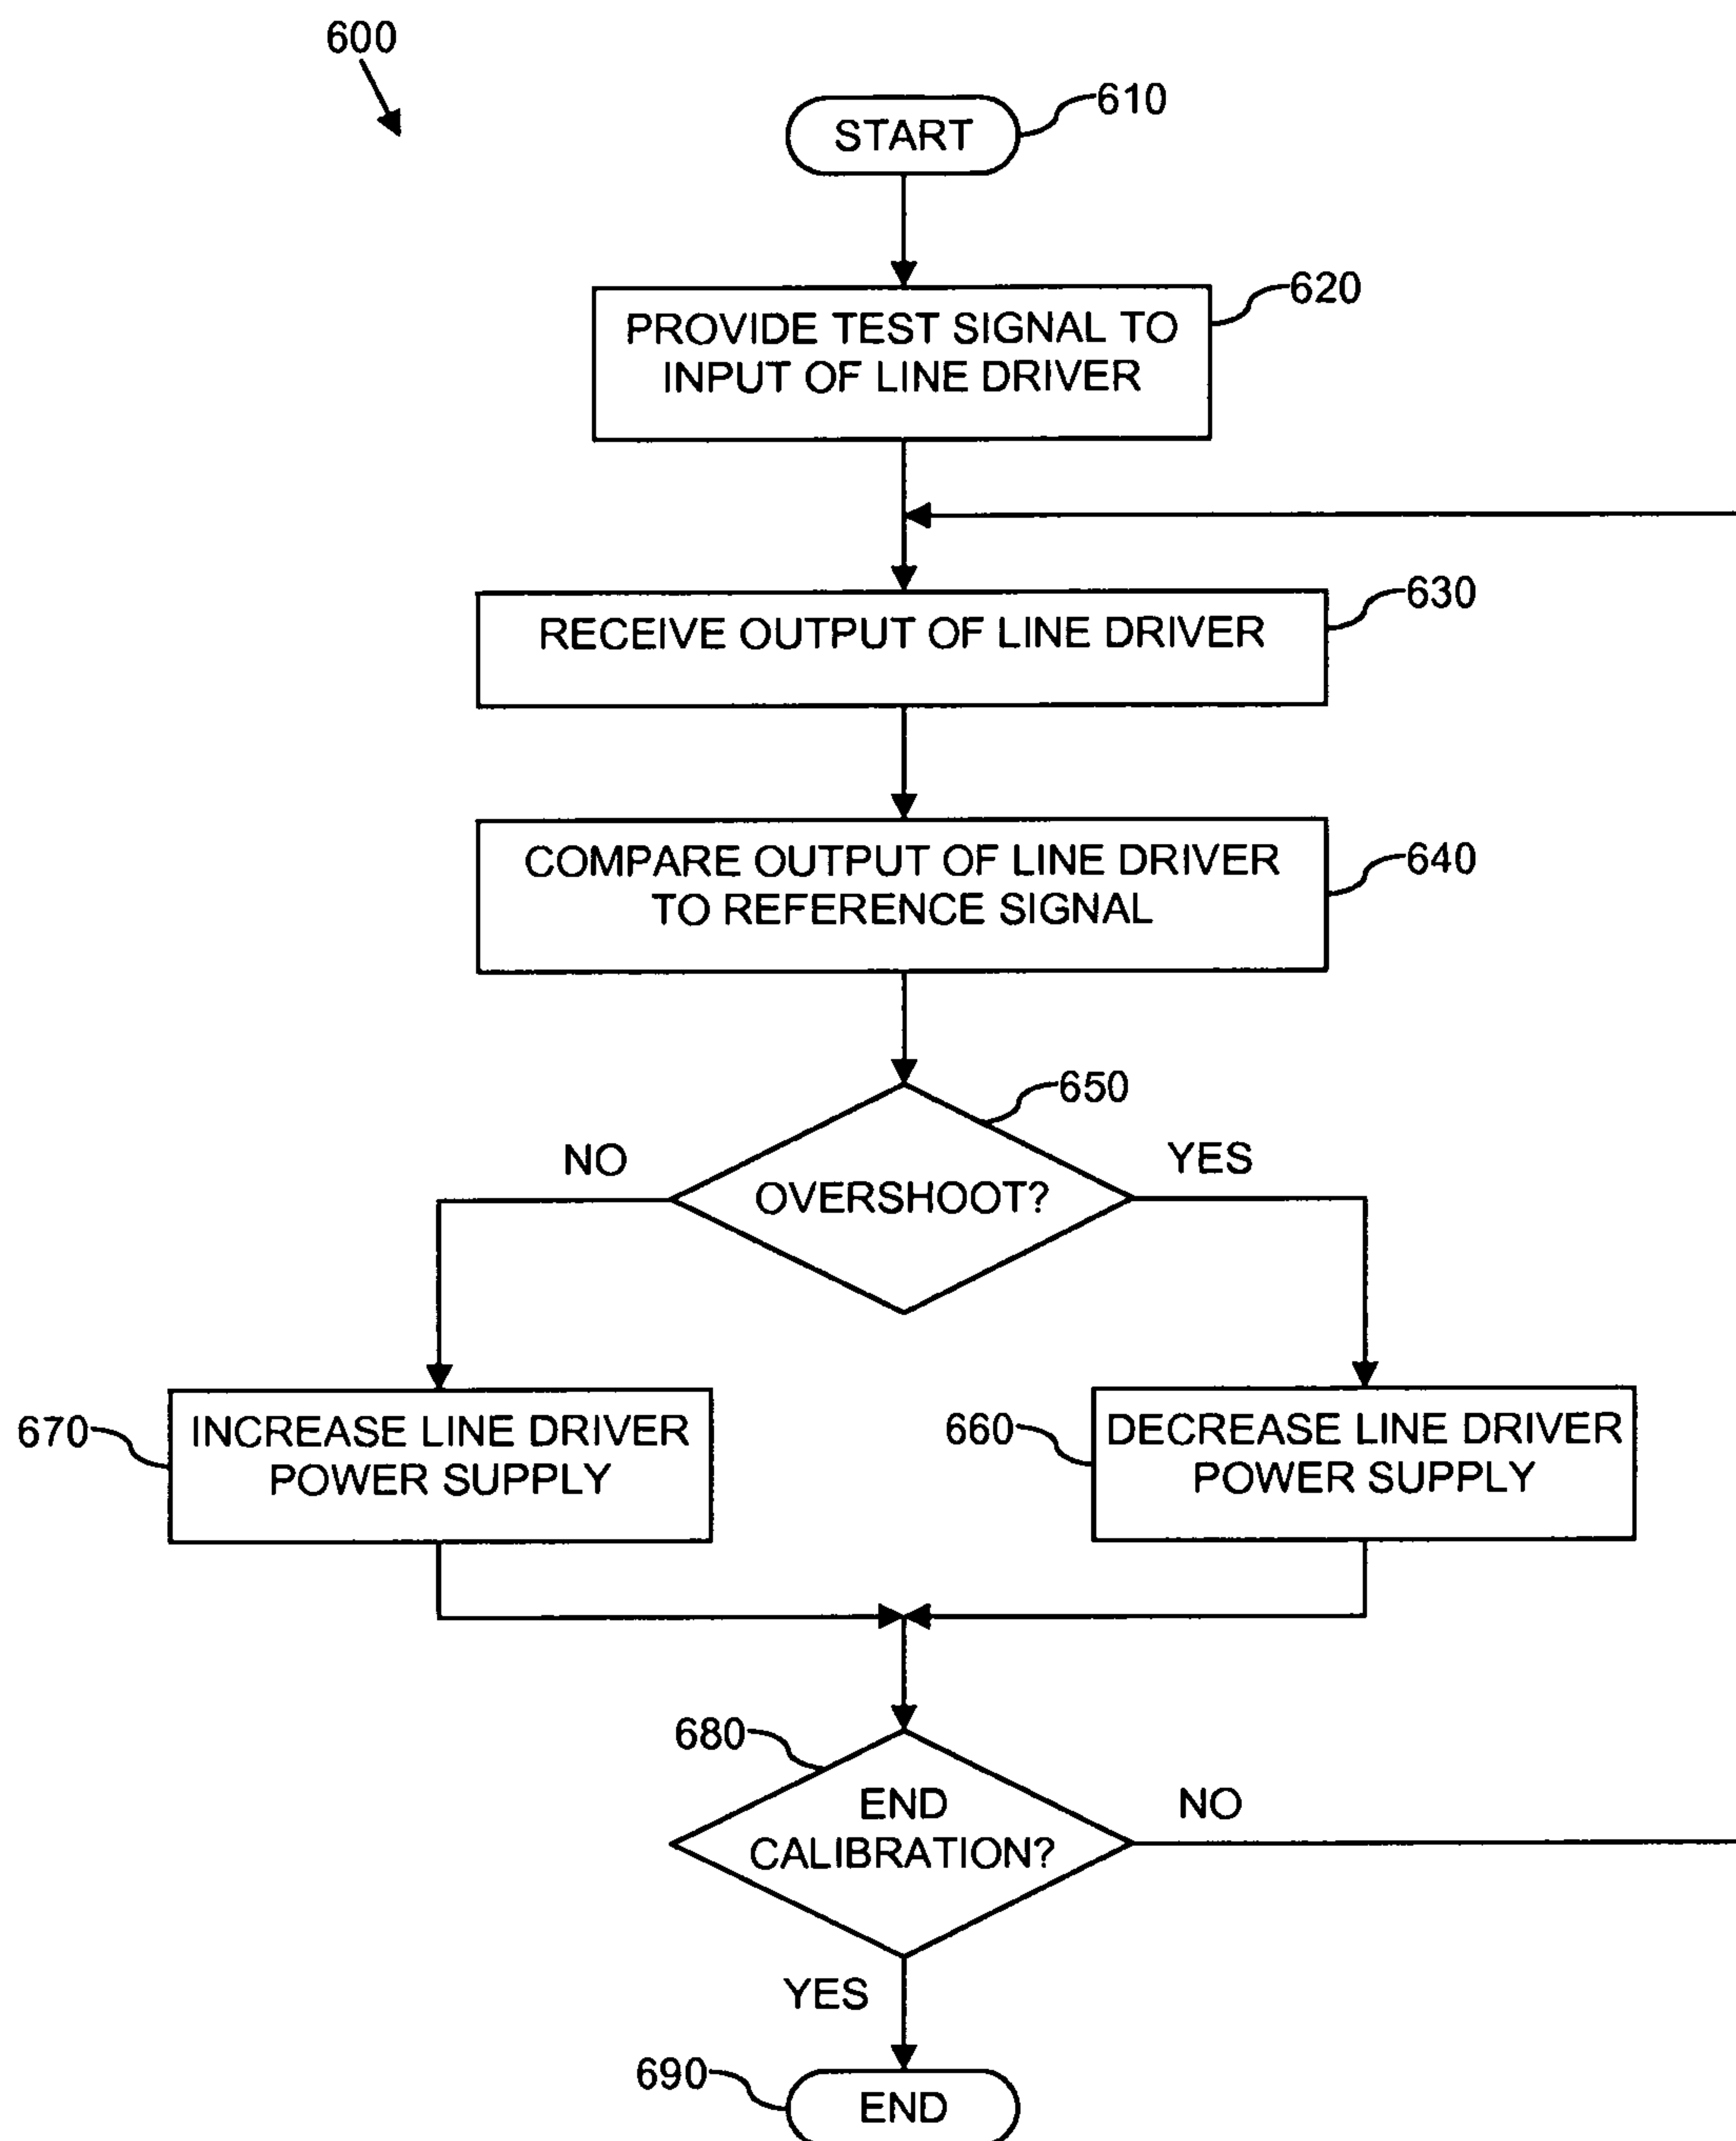 600
610
START
620
PROVIDE TEST SIGNAL TO
INPUT OF LINE DRIVER
630
RECEIVE OUTPUT OF LINE DRIVER
640
COMPARE OUTPUT OF LINE DRIVER
TO REFERENCE SIGNAL
650
NO
YES
OVERSHOOT?
670
INCREASE LINE DRIVER
POWER SUPPLY
660
DECREASE LINE DRIVER
POWER SUPPLY
680
END
CALIBRATION?
NO
YES
690
END